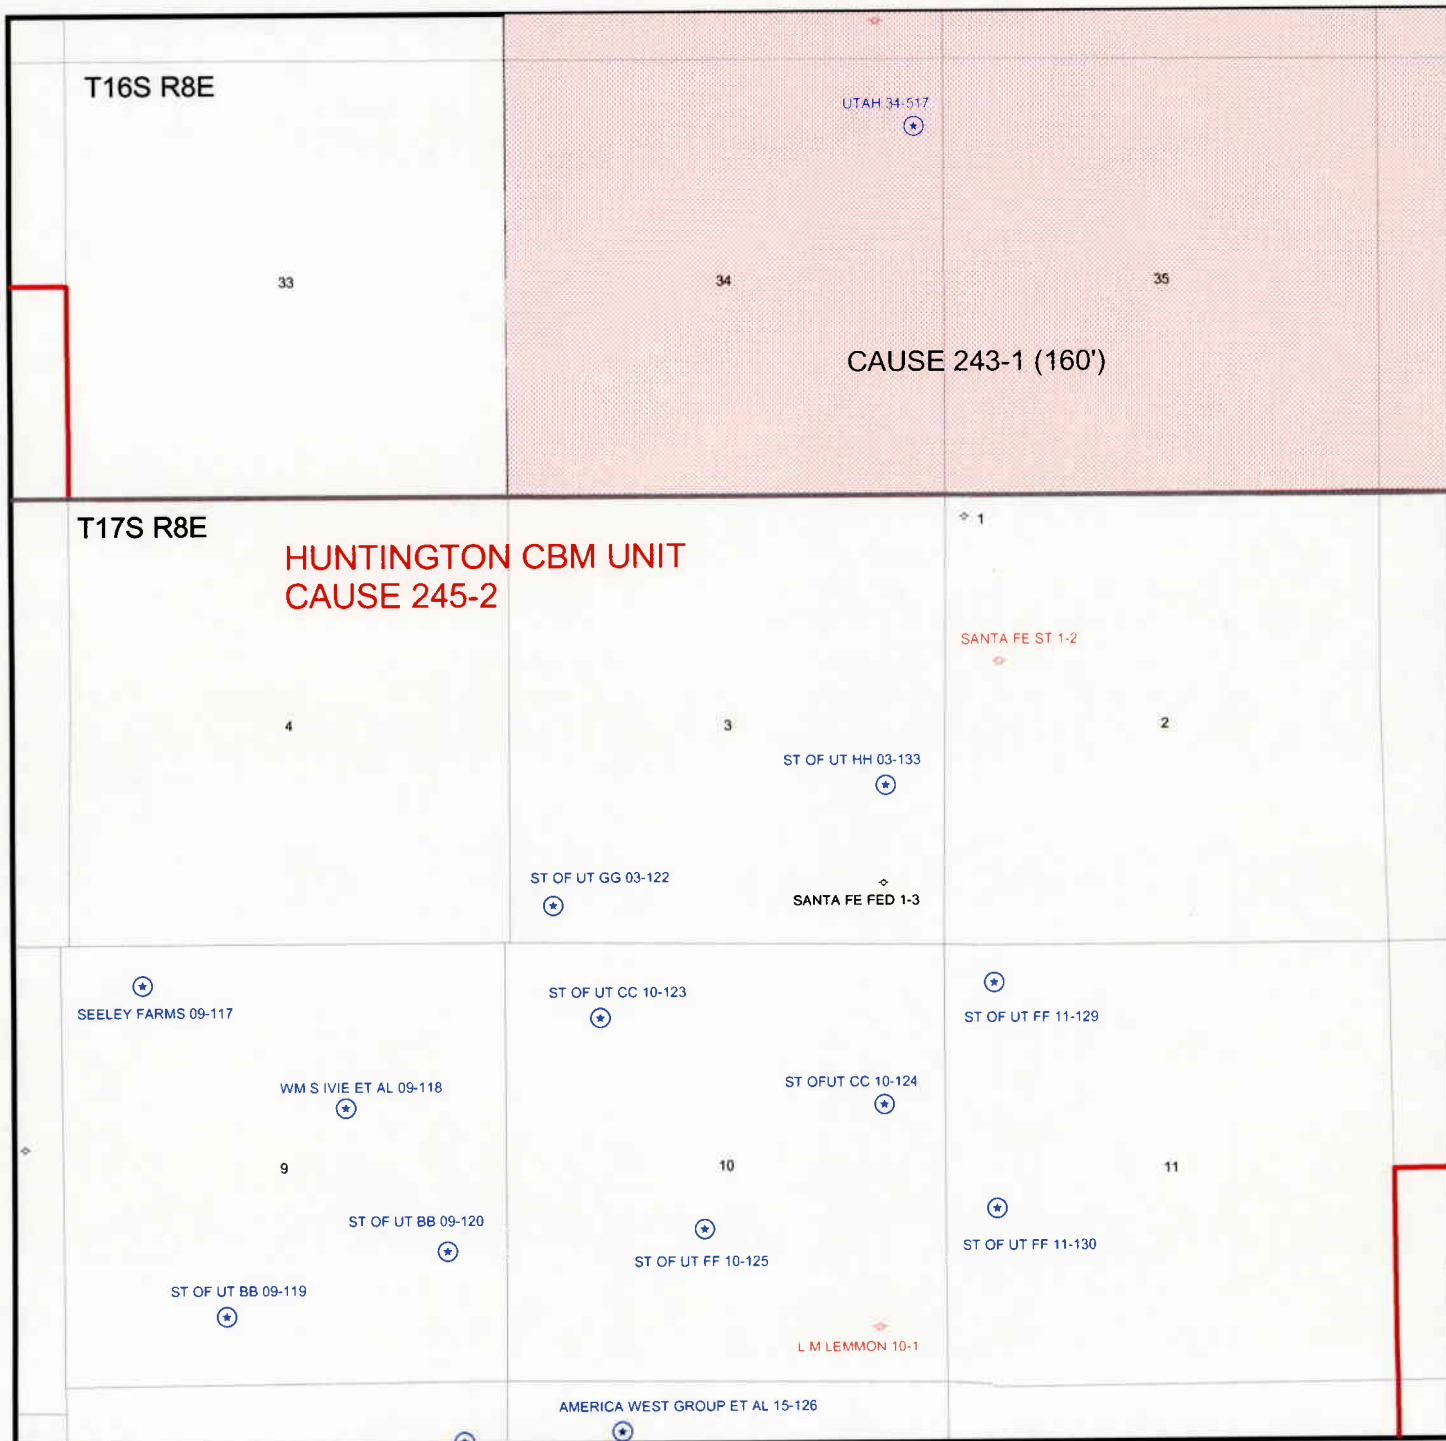 T16S R8E
UTAH 34-517
33
34
35
CAUSE 243-1 (160')
T17S R8E
1
HUNTINGTON CBM UNIT
CAUSE 245-2
SANTA FE ST 1-2
4
3
2
ST OF UT HH 03-133
ST OF UT GG 03-122
SANTA FE FED 1-3
SEELEY FARMS 09-117
ST OF UT CC 10-123
ST OF UT FF 11-129
WM S IVIE ET AL 09-118
ST OFUT CC 10-124
9
10
11
ST OF UT BB 09-120
ST OF UT FF 10-125
ST OF UT FF 11-130
ST OF UT BB 09-119
L M LEMMON 10-1
AMERICA WEST GROUP ET AL 15-126